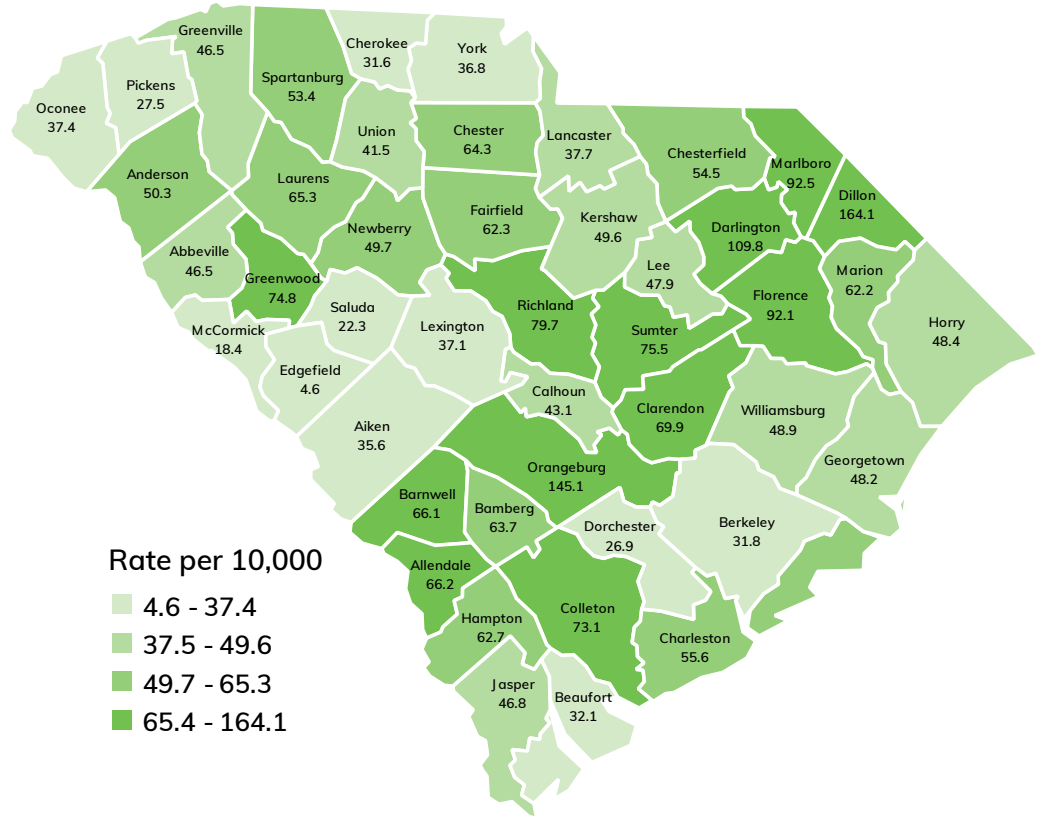 Greenville
46.5
Cherokee
31.6
York
36.8
Spartanburg
53.4
Pickens
27.5
Oconee
37.4
Union
41.5
Chester
64.3
Lancaster
37.7
Chesterfield
54.5
Marlboro
92.5
Anderson
50.3
Laurens
65.3
Dillon
164.1
Fairfield
62.3
Kershaw
49.6
Newberry
49.7
Darlington
109.8
Abbeville
46.5
Greenwood
74.8
Lee
47.9
Marion
62.2
Florence
92.1
Saluda
22.3
Richland
79.7
McCormick
18.4
Lexington
37.1
Sumter
75.5
Horry
48.4
Edgefield
4.6
Calhoun
43.1
Clarendon
69.9
Williamsburg
48.9
Aiken
35.6
Georgetown
48.2
Orangeburg
145.1
Barnwell
66.1
Bamberg
63.7
Dorchester
26.9
Berkeley
31.8
Allendale
66.2
Colleton
73.1
Hampton
62.7
Charleston
55.6
Jasper
46.8
Beaufort
32.1
Rate per 10,000
4.6 - 37.4
37.5 - 49.6
49.7 - 65.3
65.4 - 164.1